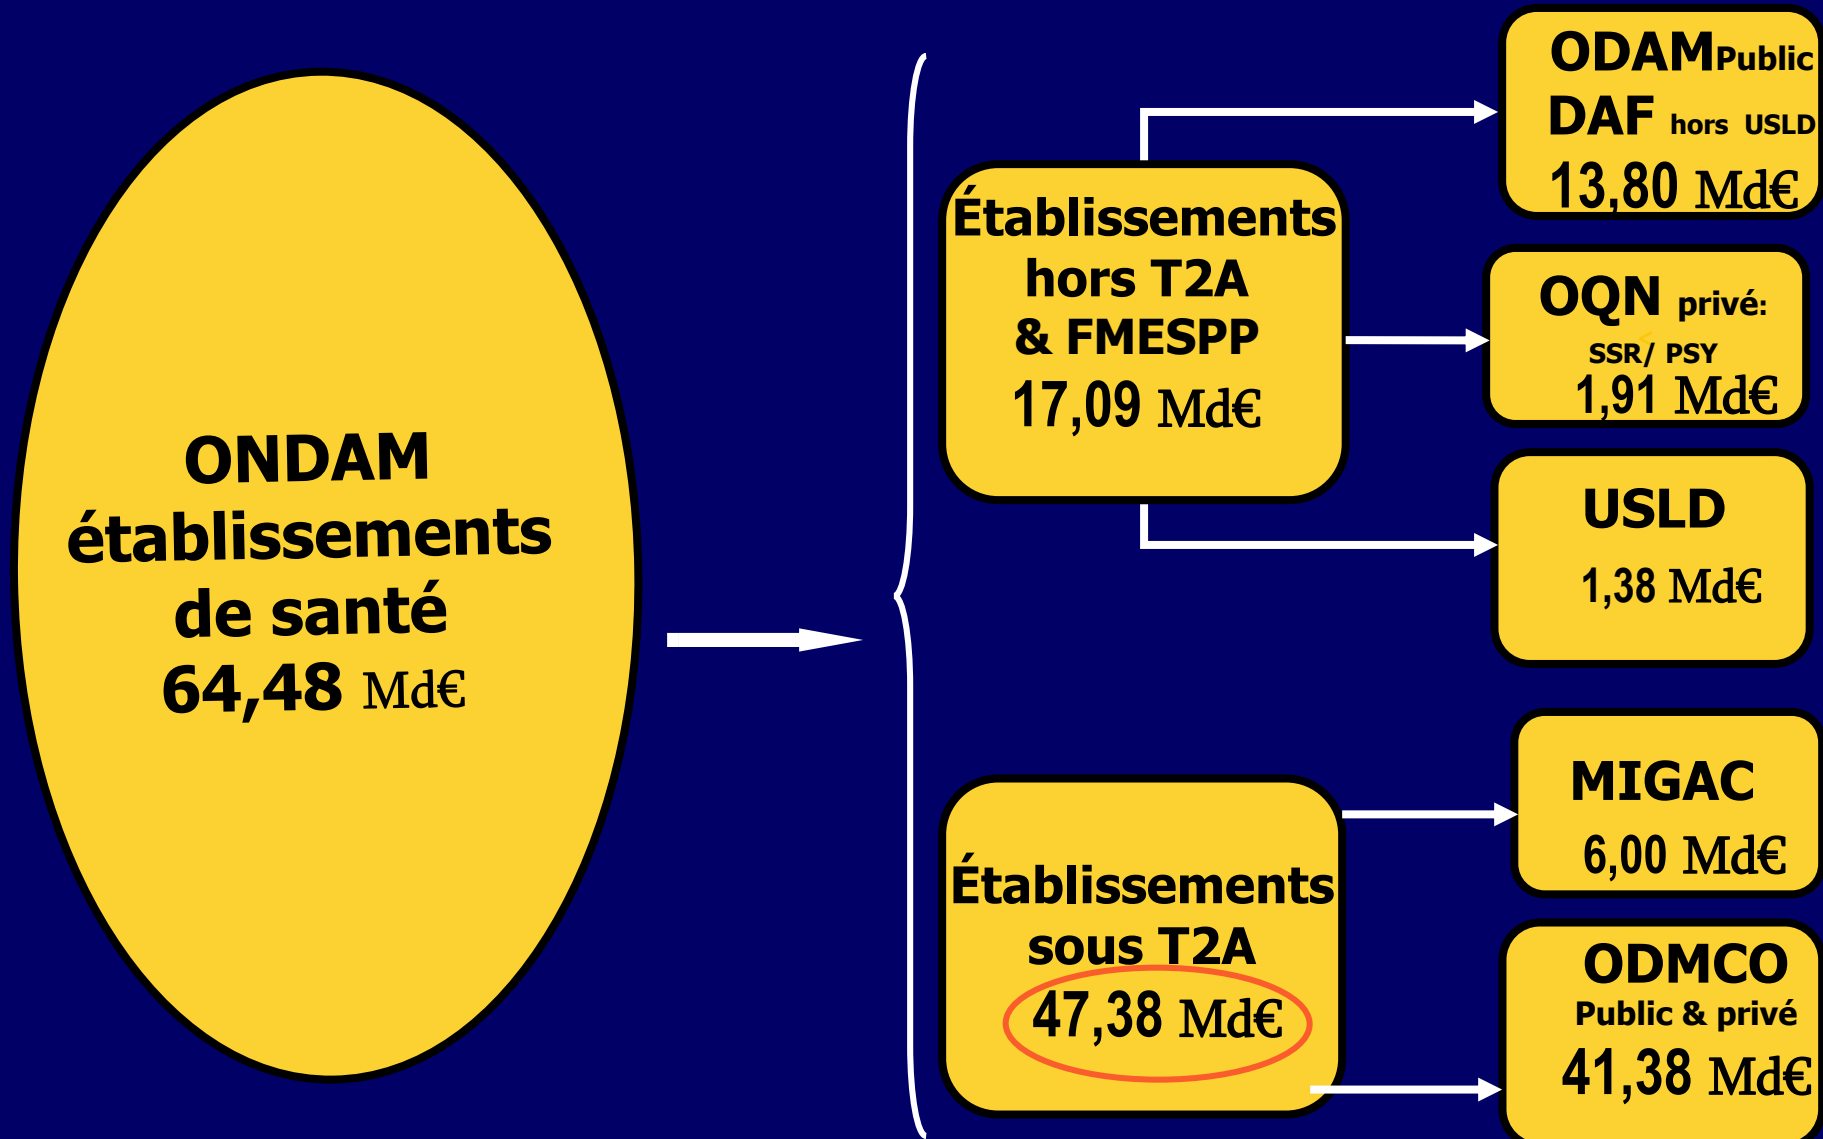 ONDAM
établissements
de santé
64,48 Md€
Établissements
hors T2A
& FMESPP
17,09 Md€
ODAM Public
DAF hors USLD
13,80 Md€
OQN privé:
SSR/ PSY
1,91 Md€
USLD
1,38 Md€
Établissements
sous T2A
47,38 Md€
MIGAC
6,00 Md€
ODMCO
Public & privé
41,38 Md€